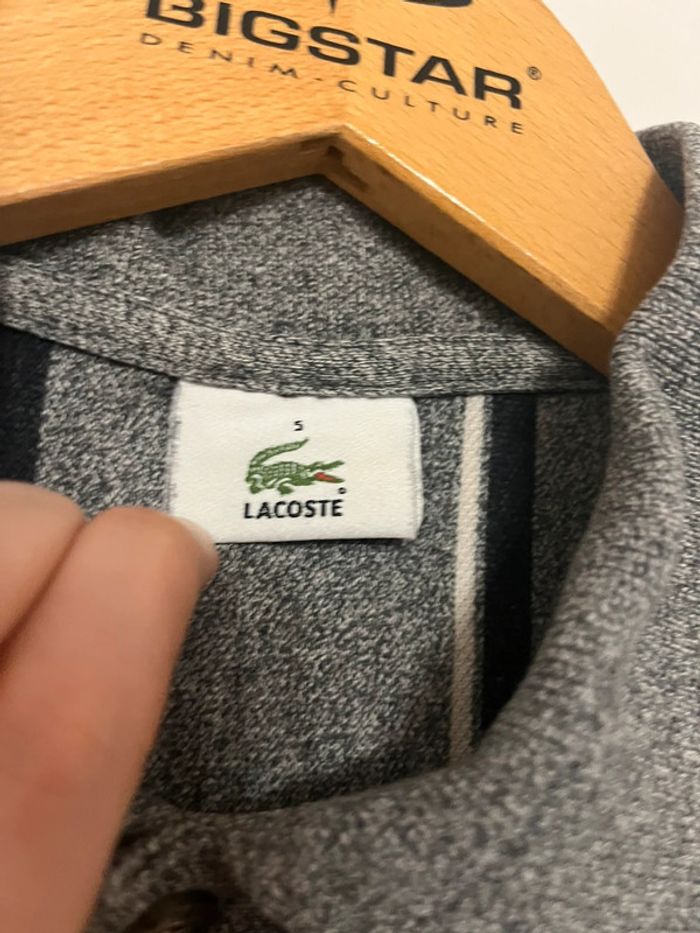 BIGSTAR®
DENIM·CULTURE
5
LACOSTE